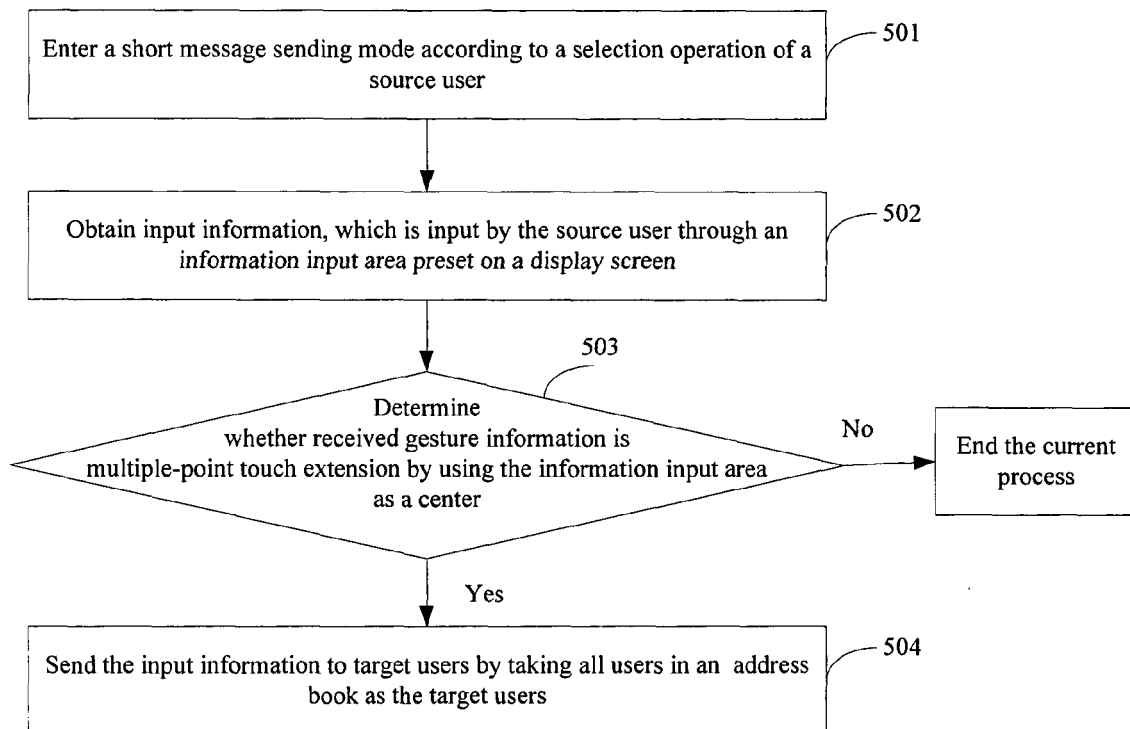 Enter a short message sending mode according to a selection operation of a
source user
501
Obtain input information, which is input by the source user through an
information input area preset on a display screen
502
503
Determine
whether received gesture information is
multiple-point touch extension by using the information input area
as a center
No
End the current
process
Yes
Send the input information to target users by taking all users in an address
book as the target users
504